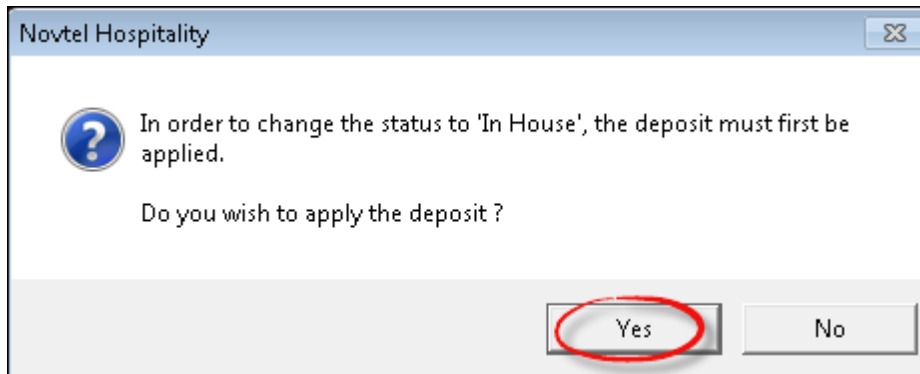 Novtel Hospitality
In order to change the status to 'In House', the deposit must first be
applied.
Do you wish to apply the deposit ?
Yes
No